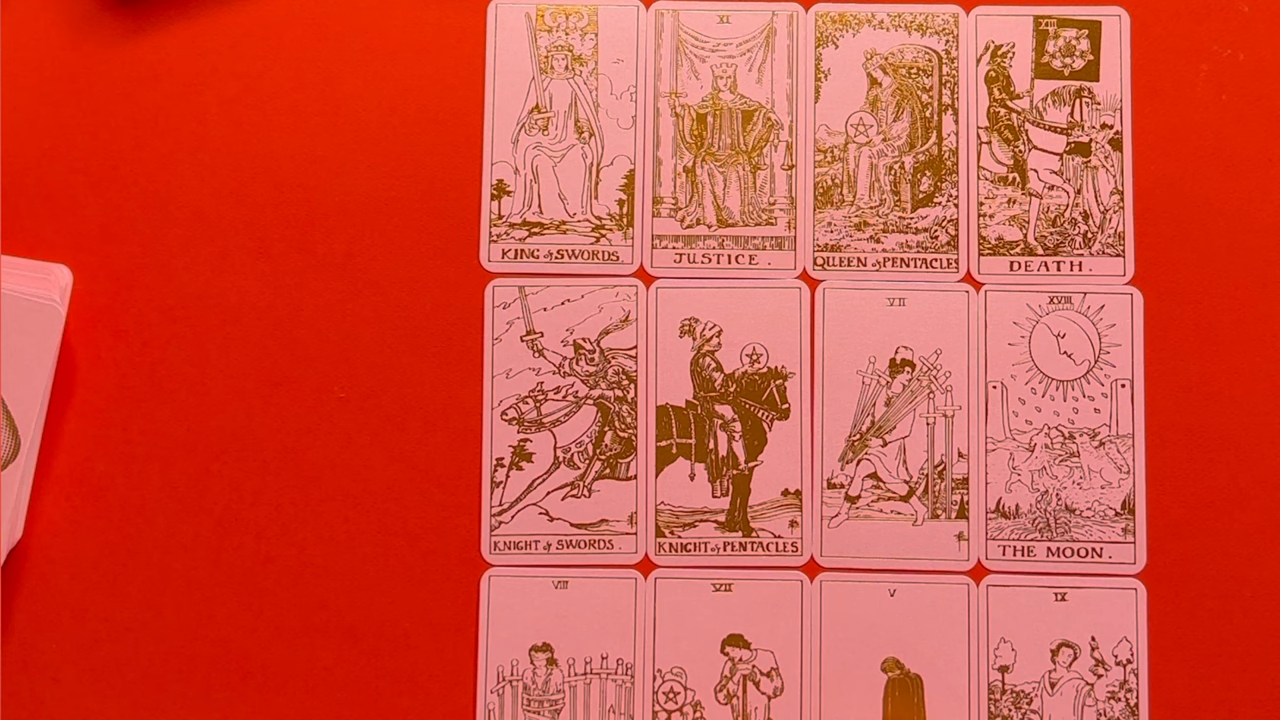 XI
XIII
KING of SWORDS.
JUSTICE.
QUEEN of PENTACLES
DEATH.
VII
XVIII
KNIGHT of SWORDS.
KNIGHT of PENTACLES
THE MOON.
VIII
VII
V
IX